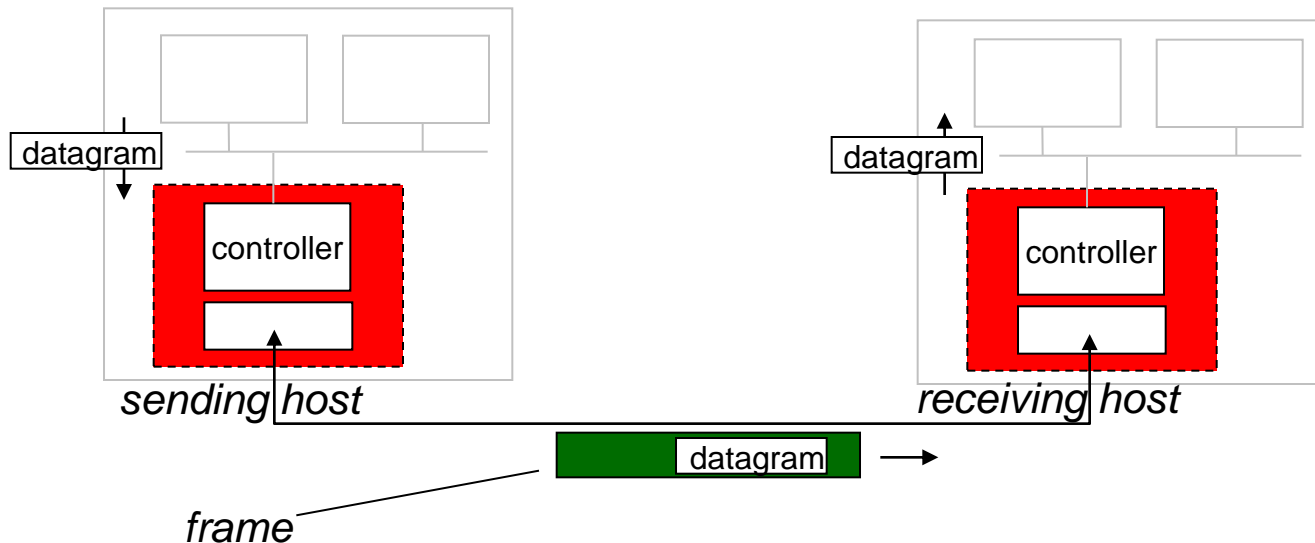 datagram
datagram
controller
controller
sending host
receiving host
datagram
frame